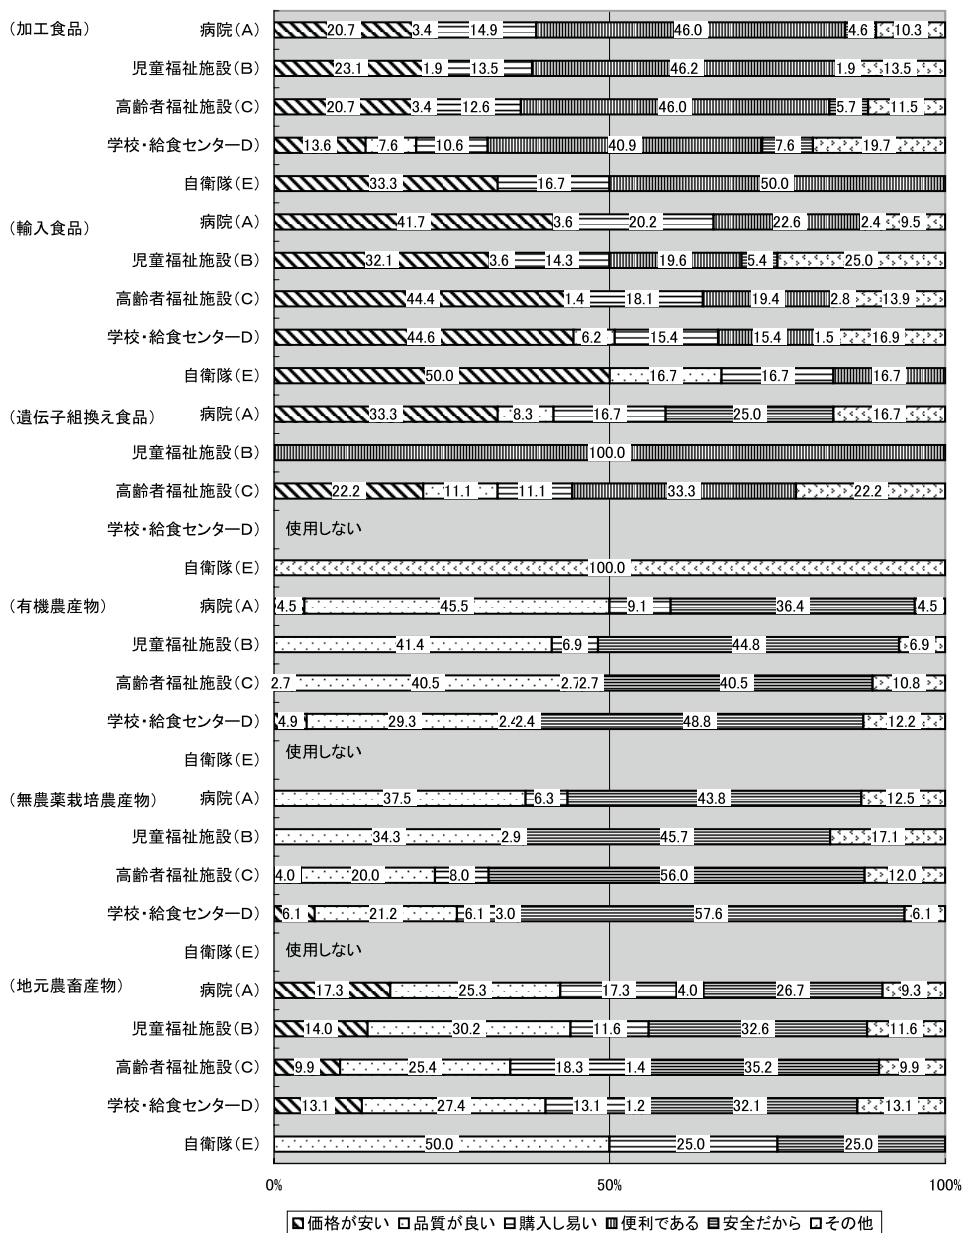 (加工食品)
病院(A) 20.7 3.4 14.9 46.0 4.6 10.3
児童福祉施設(B) 23.1 1.9 13.5 46.2 1.9 13.5
高齢者福祉施設(C) 20.7 3.4 12.6 46.0 5.7 11.5
学校・給食センターD) 13.6 7.6 10.6 40.9 7.6 19.7
自衛隊(E) 33.3 16.7 50.0
(輸入食品)
病院(A) 41.7 3.6 20.2 22.6 2.4 9.5
児童福祉施設(B) 32.1 3.6 14.3 19.6 5.4 25.0
高齢者福祉施設(C) 44.4 1.4 18.1 19.4 2.8 13.9
学校・給食センターD) 44.6 6.2 15.4 15.4 1.5 16.9
自衛隊(E) 50.0 16.7 16.7 16.7
(遺伝子組換え食品)
病院(A) 33.3 8.3 16.7 25.0 16.7
児童福祉施設(B) 100.0
高齢者福祉施設(C) 22.2 11.1 11.1 33.3 22.2
学校・給食センターD) 使用しない
自衛隊(E) 100.0
(有機農産物)
病院(A) 4.5 45.5 9.1 36.4 4.5
児童福祉施設(B) 41.4 6.9 44.8 6.9
高齢者福祉施設(C) 2.7 40.5 2.7 2.7 40.5 10.8
学校・給食センターD) 4.9 29.3 2.4 2.4 48.8 12.2
自衛隊(E) 使用しない
(無農薬栽培農産物)
病院(A) 37.5 6.3 43.8 12.5
児童福祉施設(B) 34.3 2.9 45.7 17.1
高齢者福祉施設(C) 4.0 20.0 8.0 56.0 12.0
学校・給食センターD) 6.1 21.2 6.1 3.0 57.6 6.1
自衛隊(E) 使用しない
(地元農畜産物)
病院(A) 17.3 25.3 17.3 4.0 26.7 9.3
児童福祉施設(B) 14.0 30.2 11.6 32.6 11.6
高齢者福祉施設(C) 9.9 25.4 18.3 1.4 35.2 9.9
学校・給食センターD) 13.1 27.4 13.1 1.2 32.1 13.1
自衛隊(E) 50.0 25.0 25.0
0% 50% 100%
価格が安い 品質が良い 購入し易い 便利である 安全だから その他